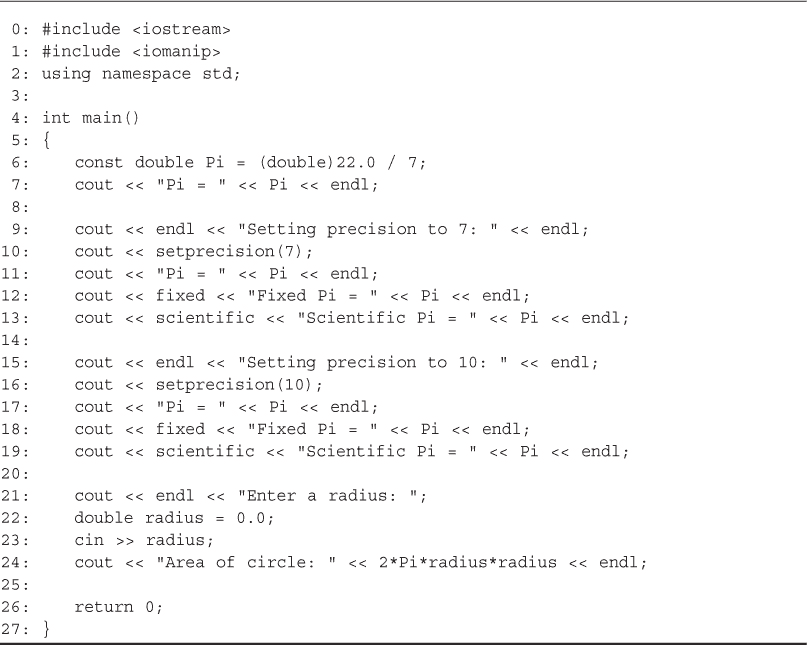 0: #include <iostream>
1: #include <iomanip>
2: using namespace std;
3:
4: int main()
5: {
6:    const double Pi = (double)22.0 / 7;
7:    cout << "Pi = " << Pi << endl;
8:
9:    cout << endl << "Setting precision to 7: " << endl;
10:    cout << setprecision(7);
11:    cout << "Pi = " << Pi << endl;
12:    cout << fixed << "Fixed Pi = " << Pi << endl;
13:    cout << scientific << "Scientific Pi = " << Pi << endl;
14:
15:    cout << endl << "Setting precision to 10: " << endl;
16:    cout << setprecision(10);
17:    cout << "Pi = " << Pi << endl;
18:    cout << fixed << "Fixed Pi = " << Pi << endl;
19:    cout << scientific << "Scientific Pi = " << Pi << endl;
20:
21:    cout << endl << "Enter a radius: ";
22:    double radius = 0.0;
23:    cin >> radius;
24:    cout << "Area of circle: " << 2*Pi*radius*radius << endl;
25:
26:    return 0;
27: }